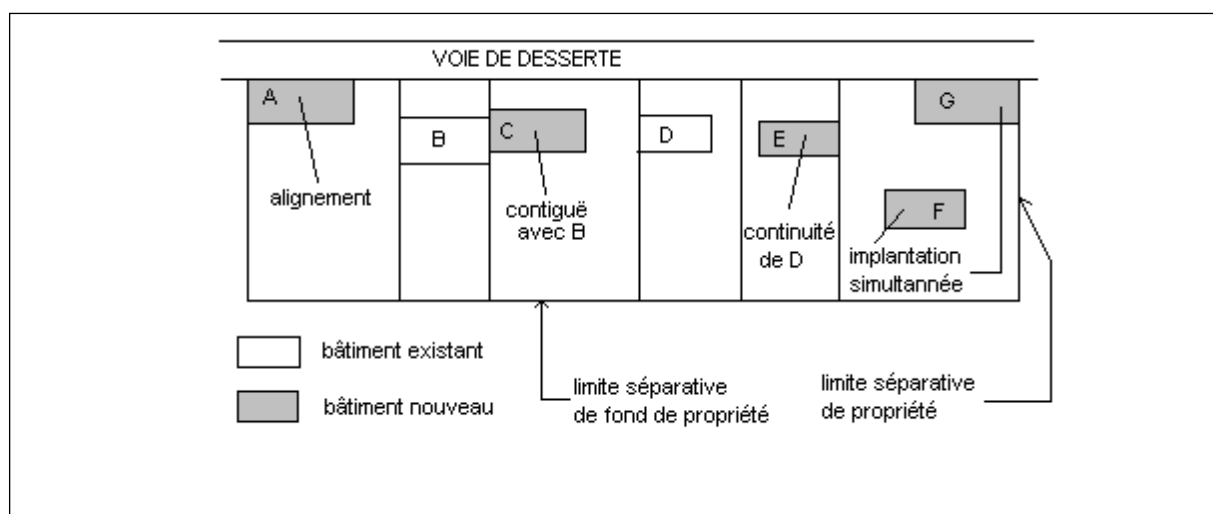 VOIE DE DESSERTE
A
B
C
D
E
G
F
alignement
contiguë
avec B
continuité
de D
implantation
simultannée
bâtiment existant
bâtiment nouveau
limite séparative
de fond de propriété
limite séparative
de propriété